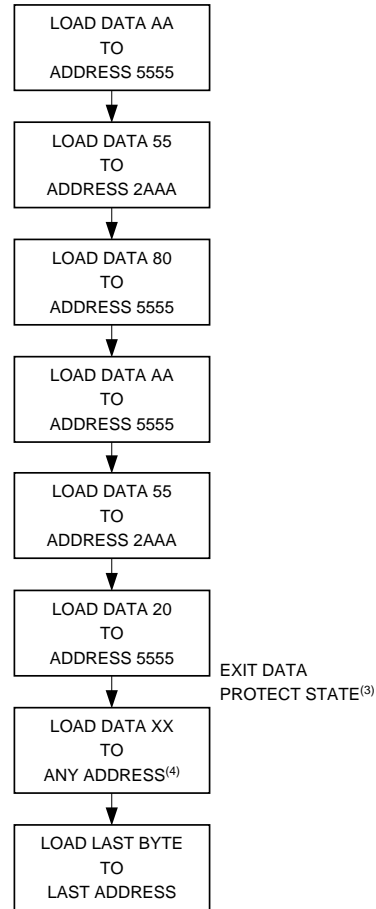 LOAD DATA AA
TO
ADDRESS 5555
LOAD DATA 55
TO
ADDRESS 2AAA
LOAD DATA 80
TO
ADDRESS 5555
LOAD DATA AA
TO
ADDRESS 5555
LOAD DATA 55
TO
ADDRESS 2AAA
LOAD DATA 20
TO
ADDRESS 5555
EXIT DATA
PROTECT STATE(3)
LOAD DATA XX
TO
ANY ADDRESS(4)
LOAD LAST BYTE
TO
LAST ADDRESS